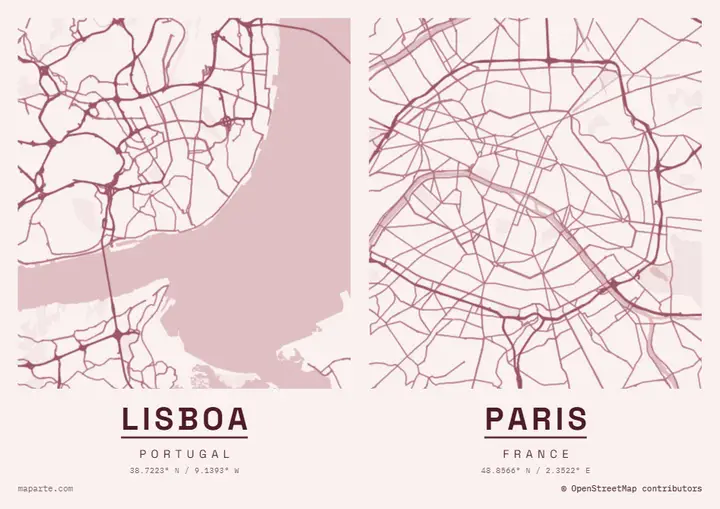 LISBOA
PORTUGAL
38.7223° N / 9.1393° W
PARIS
FRANCE
48.8566° N / 2.3522° E
maparte.com
© OpenStreetMap contributors